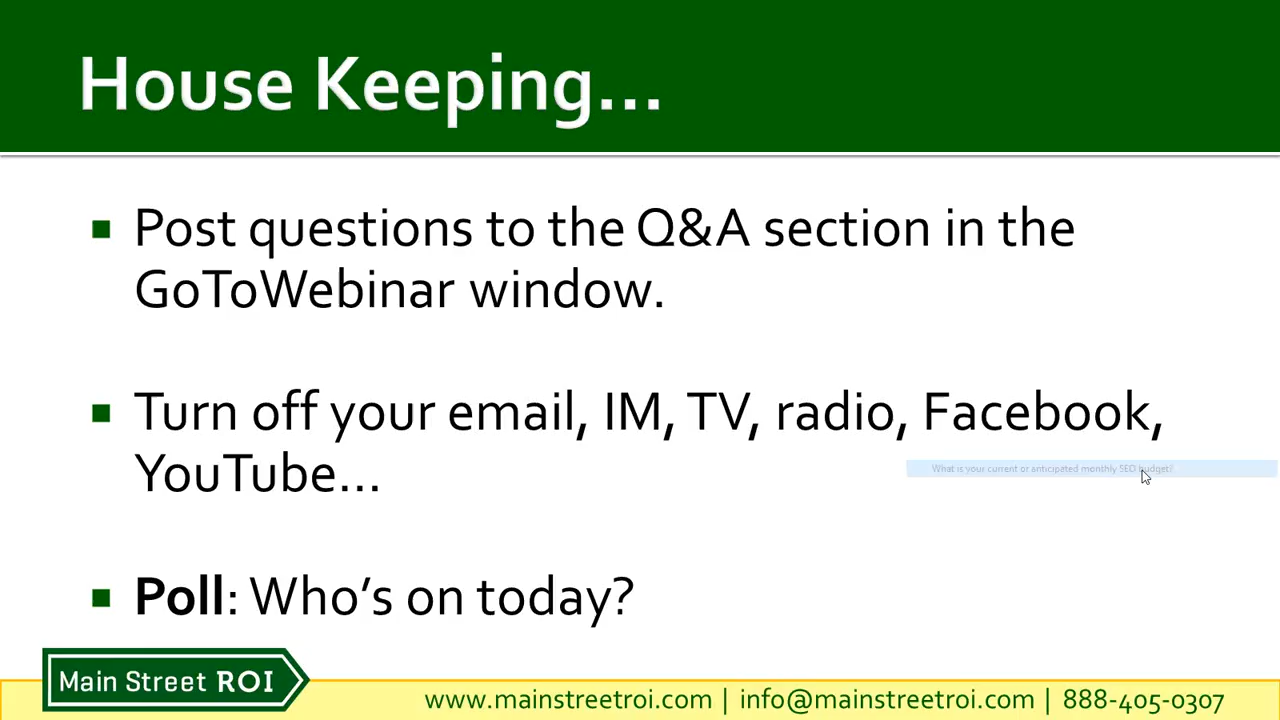 House Keeping...
Post questions to the Q&A section in the
GoToWebinar window.
Turn off your email, IM, TV, radio, Facebook,
What is your current or anticipated monthly SEO budget?
YouTube...
Poll: Who's on today?
Main Street ROI
www.mainstreetroi.com | info@mainstreetroi.com | 888-405-0307